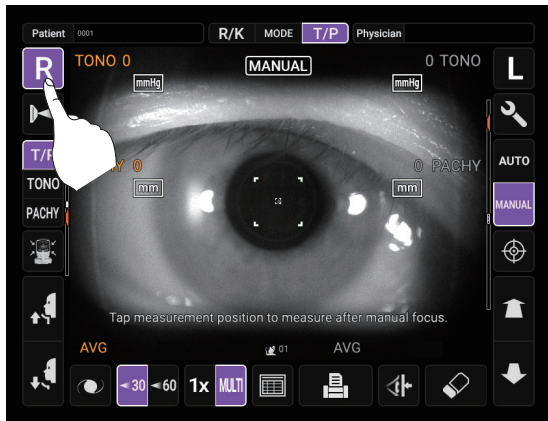 Patient 0001 R/K MODE T/P Physician
R TONO 0 MANUAL 0 TONO L
mmHg mmHg
T/P AUTO
PACHY 0 0 PACHY
TONO mm mm
PACHY MANUAL
Tap measurement position to measure after manual focus.
AVG 01 AVG
30 60 1x MULTI